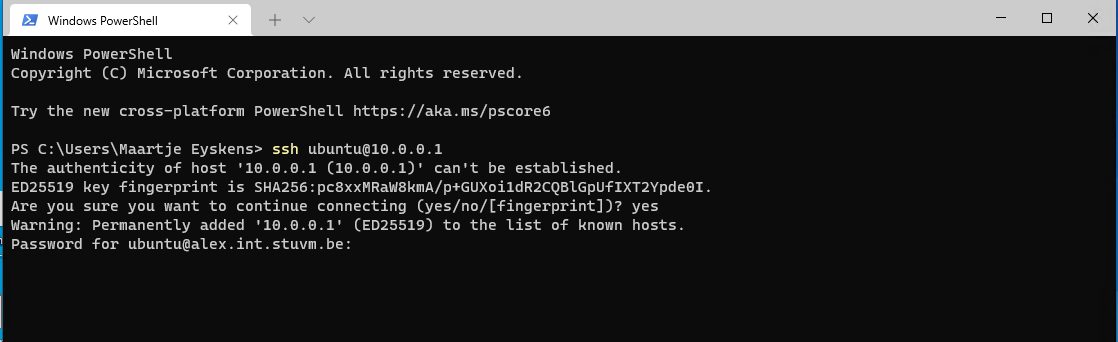 Windows PowerShell
Windows PowerShell
Copyright (C) Microsoft Corporation. All rights reserved.
Try the new cross-platform PowerShell https://aka.ms/pscore6
PS C:\Users\Maartje Eyskens> ssh ubuntu@10.0.0.1
The authenticity of host '10.0.0.1 (10.0.0.1)' can't be established.
ED25519 key fingerprint is SHA256:pc8xxMRaW8kmA/p+GUXoi1dR2CQBlGpUfIXT2Ypde0I.
Are you sure you want to continue connecting (yes/no/[fingerprint])? yes
Warning: Permanently added '10.0.0.1' (ED25519) to the list of known hosts.
Password for ubuntu@alex.int.stuvm.be: